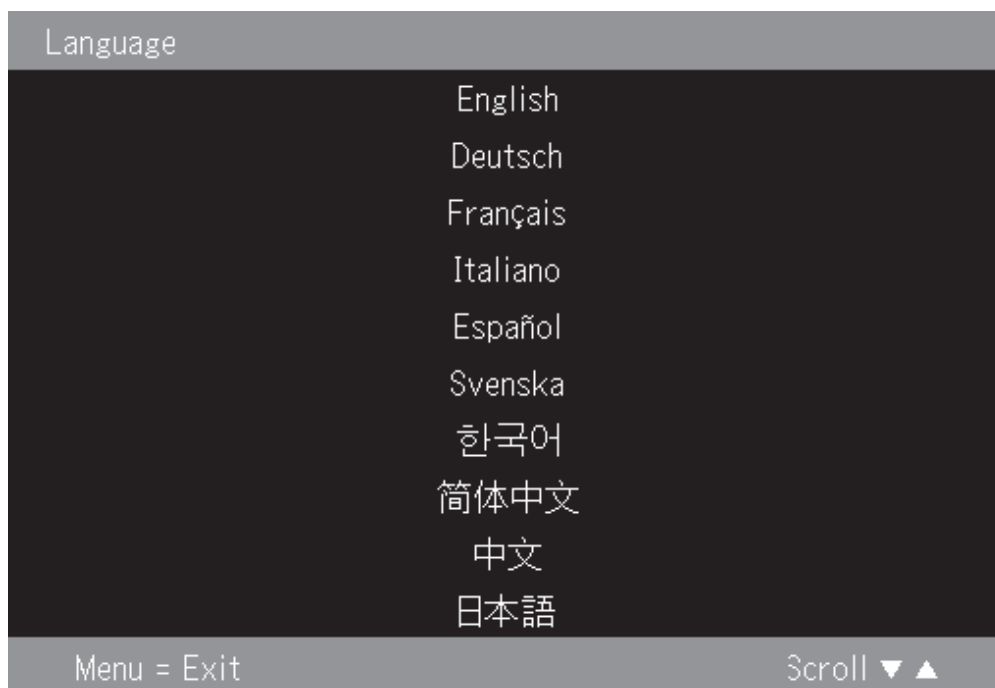 Language
English
Deutsch
Français
Italiano
Español
Svenska
한국어
简体中文
中文
日本語
Menu = Exit Scroll ▼ ▲